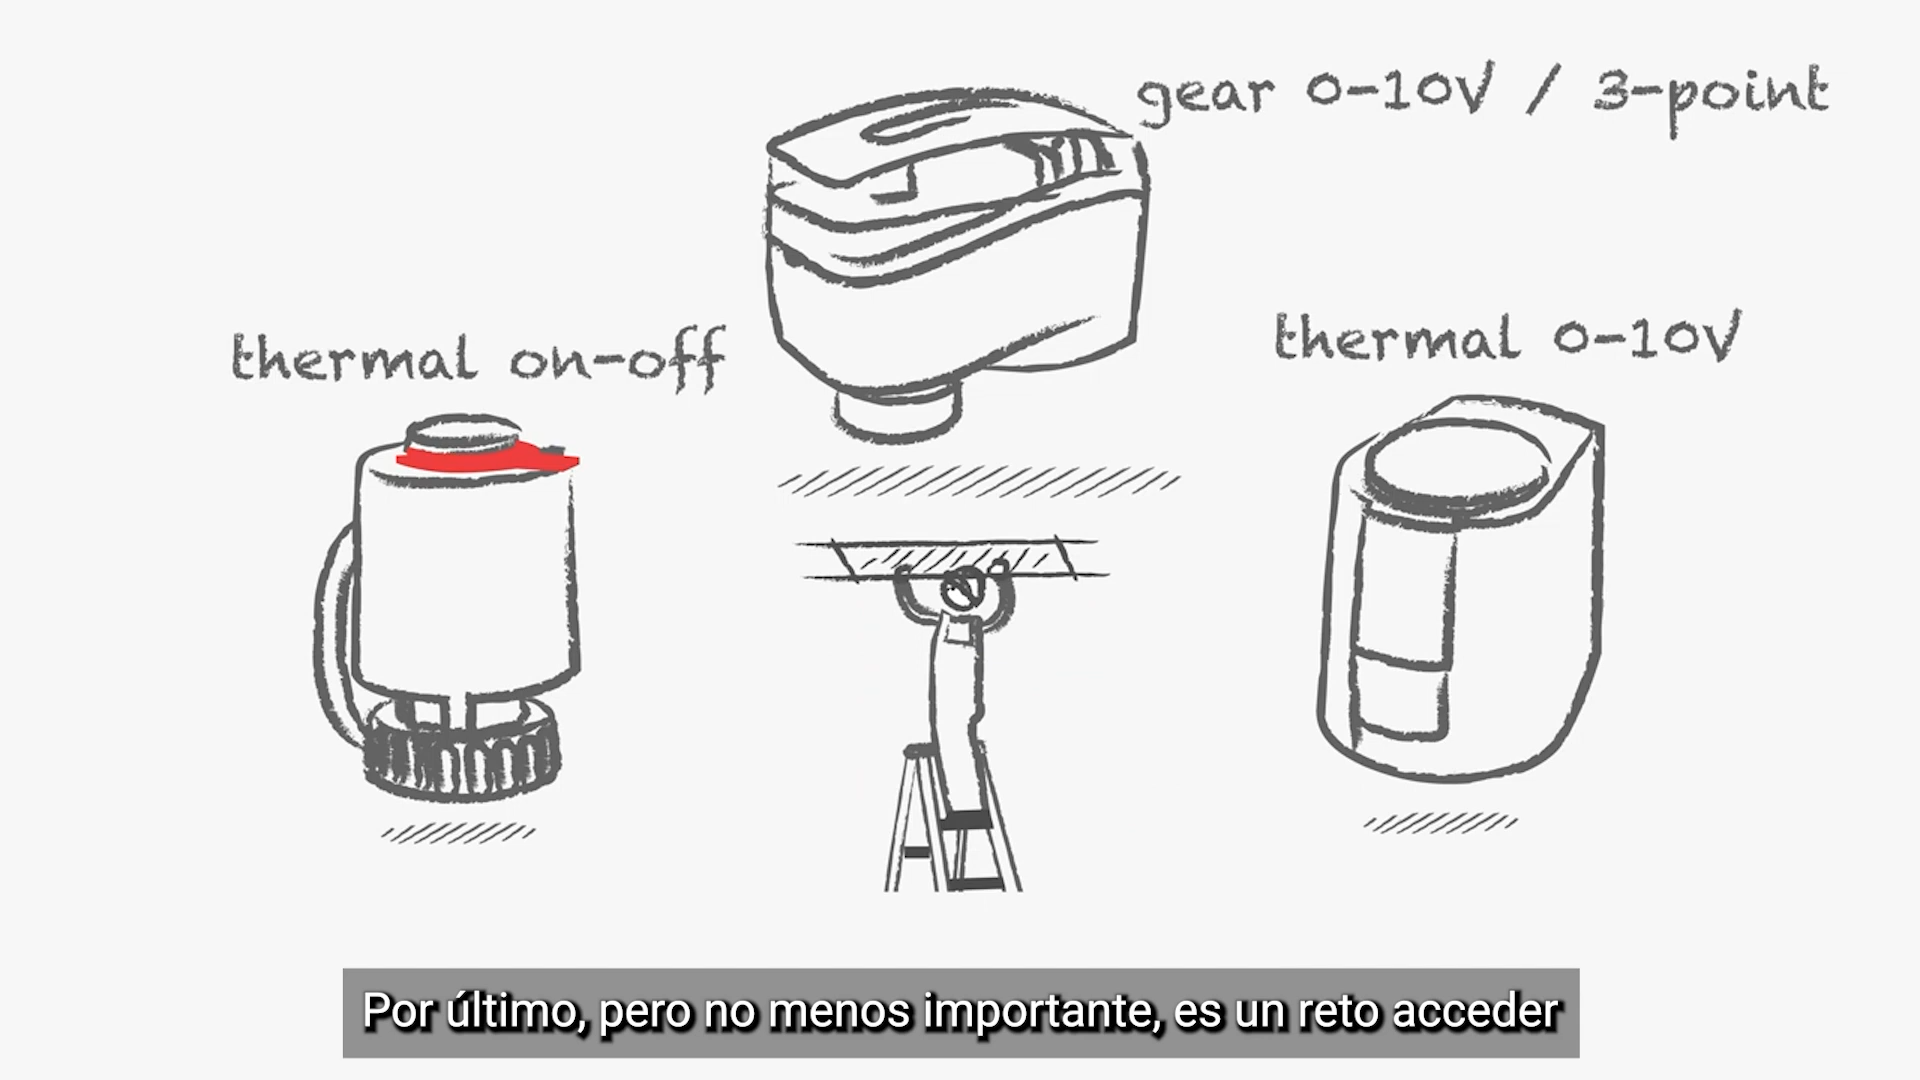 gear 0-10V / 3-point
thermal on-off
thermal 0-10V
Por último, pero no menos importante, es un reto acceder